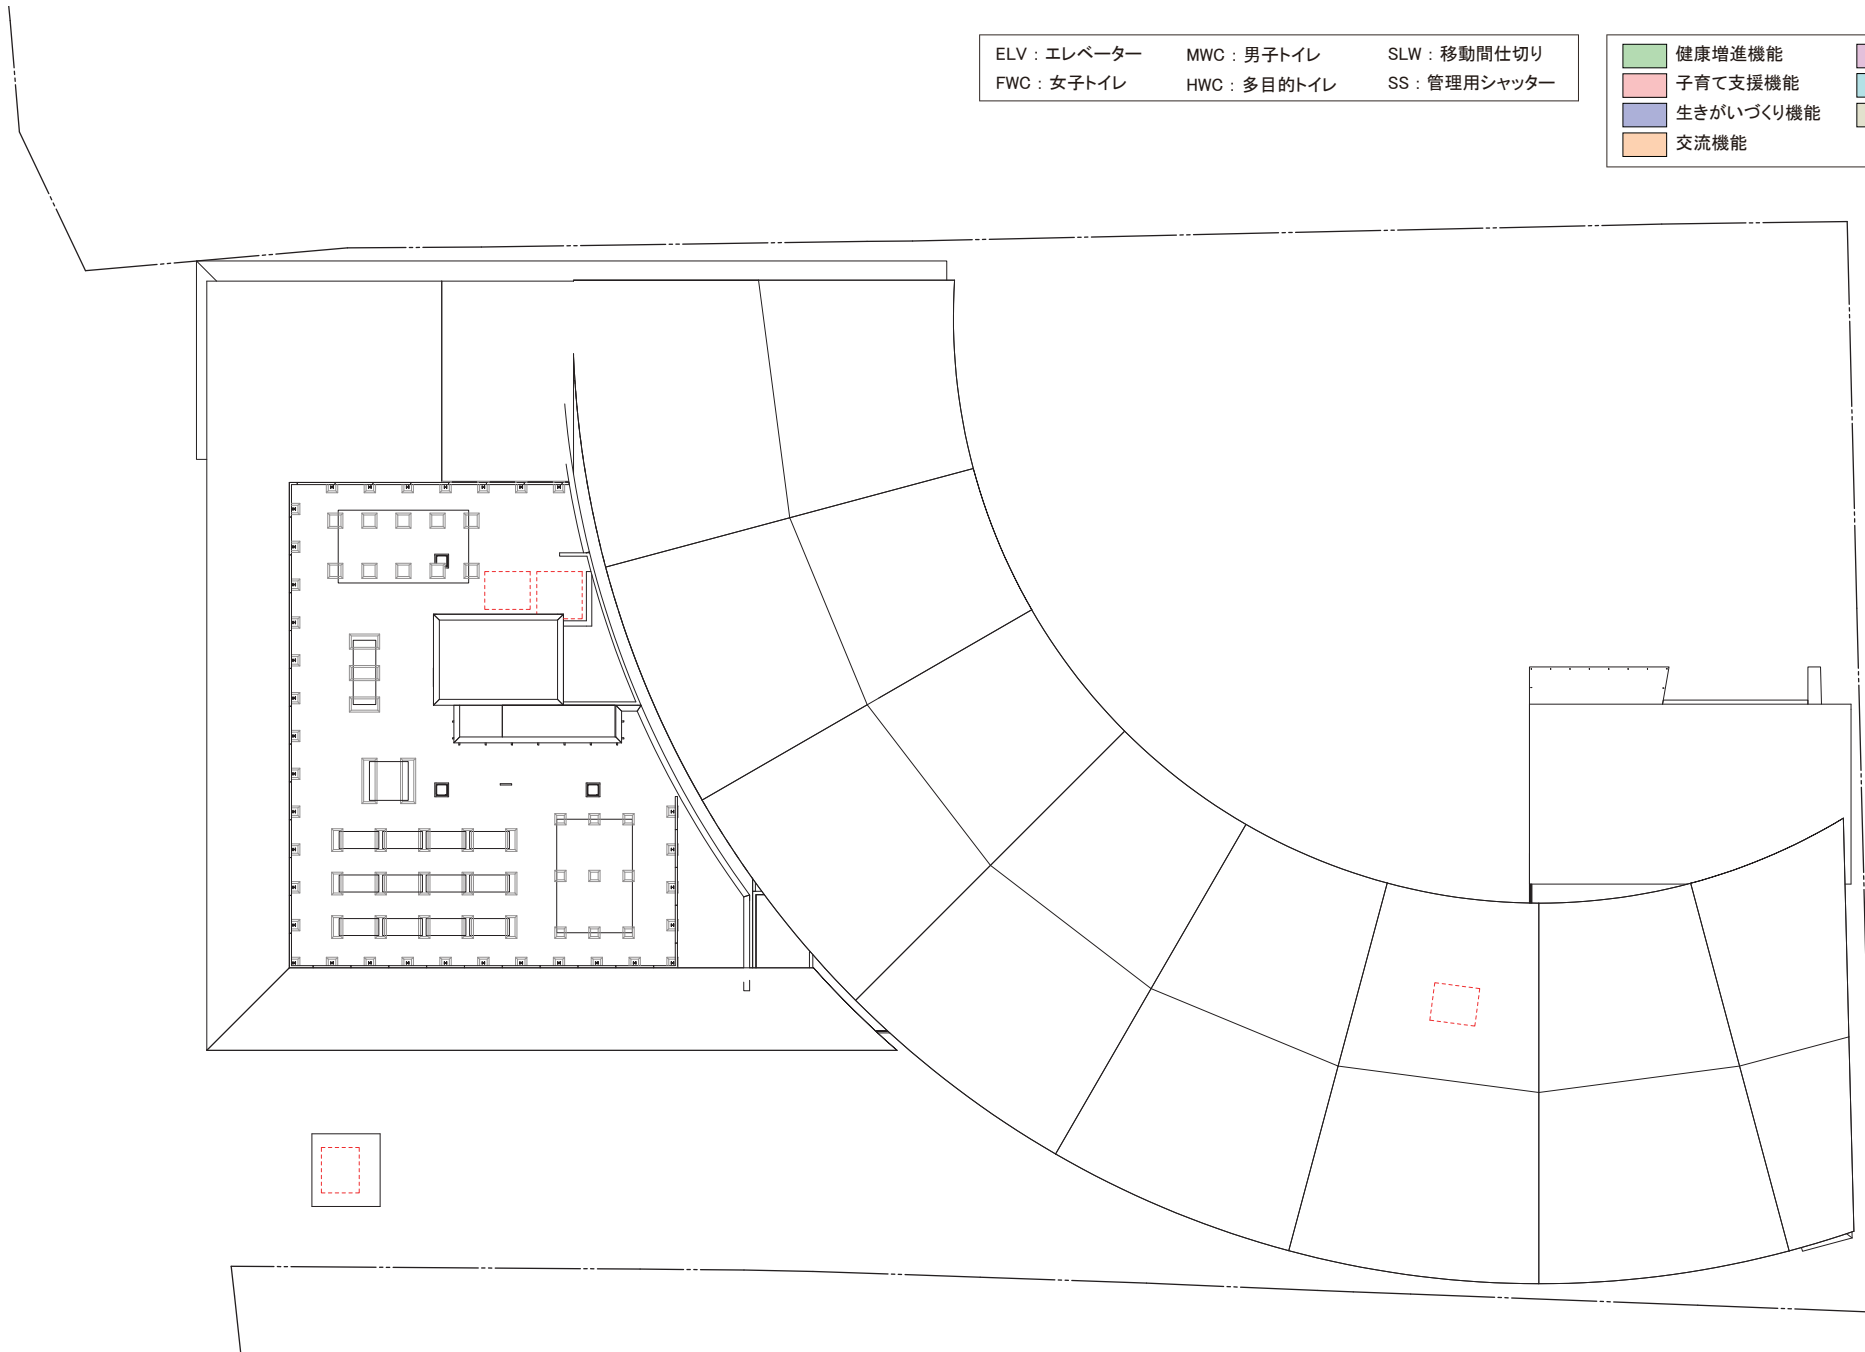 ELV : エレベーター MWC : 男子トイレ SLW : 移動間仕切り
FWC : 女子トイレ HWC : 多目的トイレ SS : 管理用シャッター
健康増進機能
子育て支援機能
生きがいづくり機能
交流機能